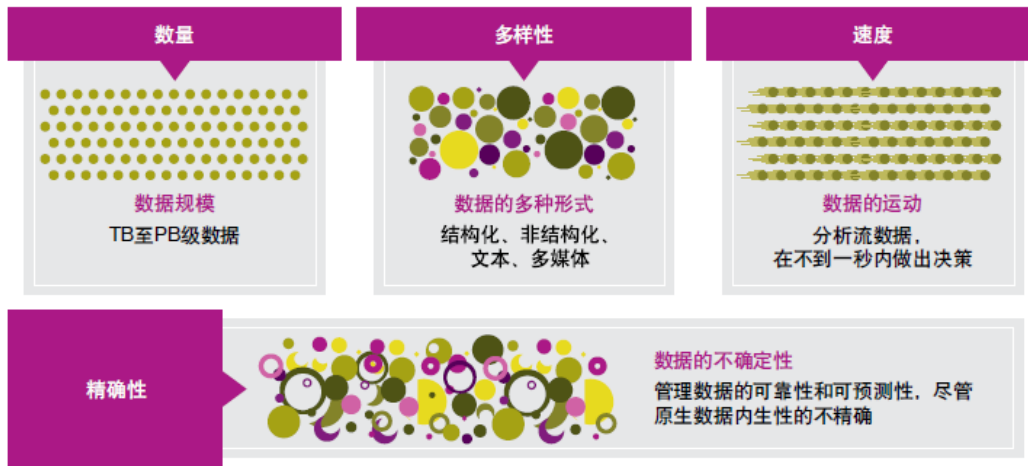 数量
数据规模
TB至PB级数据
多样性
数据的多种形式
结构化、非结构化、
文本、多媒体
速度
数据的运动
分析流数据，
在不到一秒内做出决策
精确性
数据的不确定性
管理数据的可靠性和可预测性，尽管
原生数据内生性的不精确